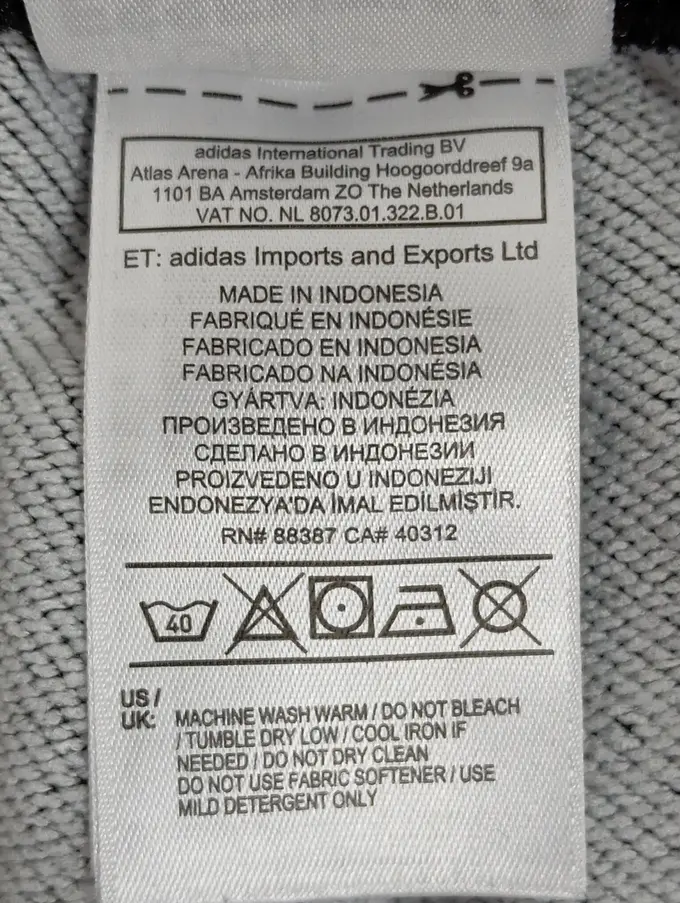 adidas International Trading BV
Atlas Arena - Afrika Building Hoogoorddreef 9a
1101 BA Amsterdam ZO The Netherlands
VAT NO. NL 8073.01.322.B.01
ET: adidas Imports and Exports Ltd
MADE IN INDONESIA
FABRIQUÉ EN INDONÉSIE
FABRICADO EN INDONESIA
FABRICADO NA INDONÉSIA
GYÁRTVA: INDONÉZIA
ПРОИЗВЕДЕНО В ИНДОНЕЗИЯ
СДЕЛАНО В ИНДОНЕЗИИ
PROIZVEDENO U INDONEZIJI
ENDONEZYA'DA İMAL EDİLMİŞTİR.
RN# 88387 CA# 40312
40
US /
UK: MACHINE WASH WARM / DO NOT BLEACH
/ TUMBLE DRY LOW / COOL IRON IF
NEEDED / DO NOT DRY CLEAN
DO NOT USE FABRIC SOFTENER / USE
MILD DETERGENT ONLY